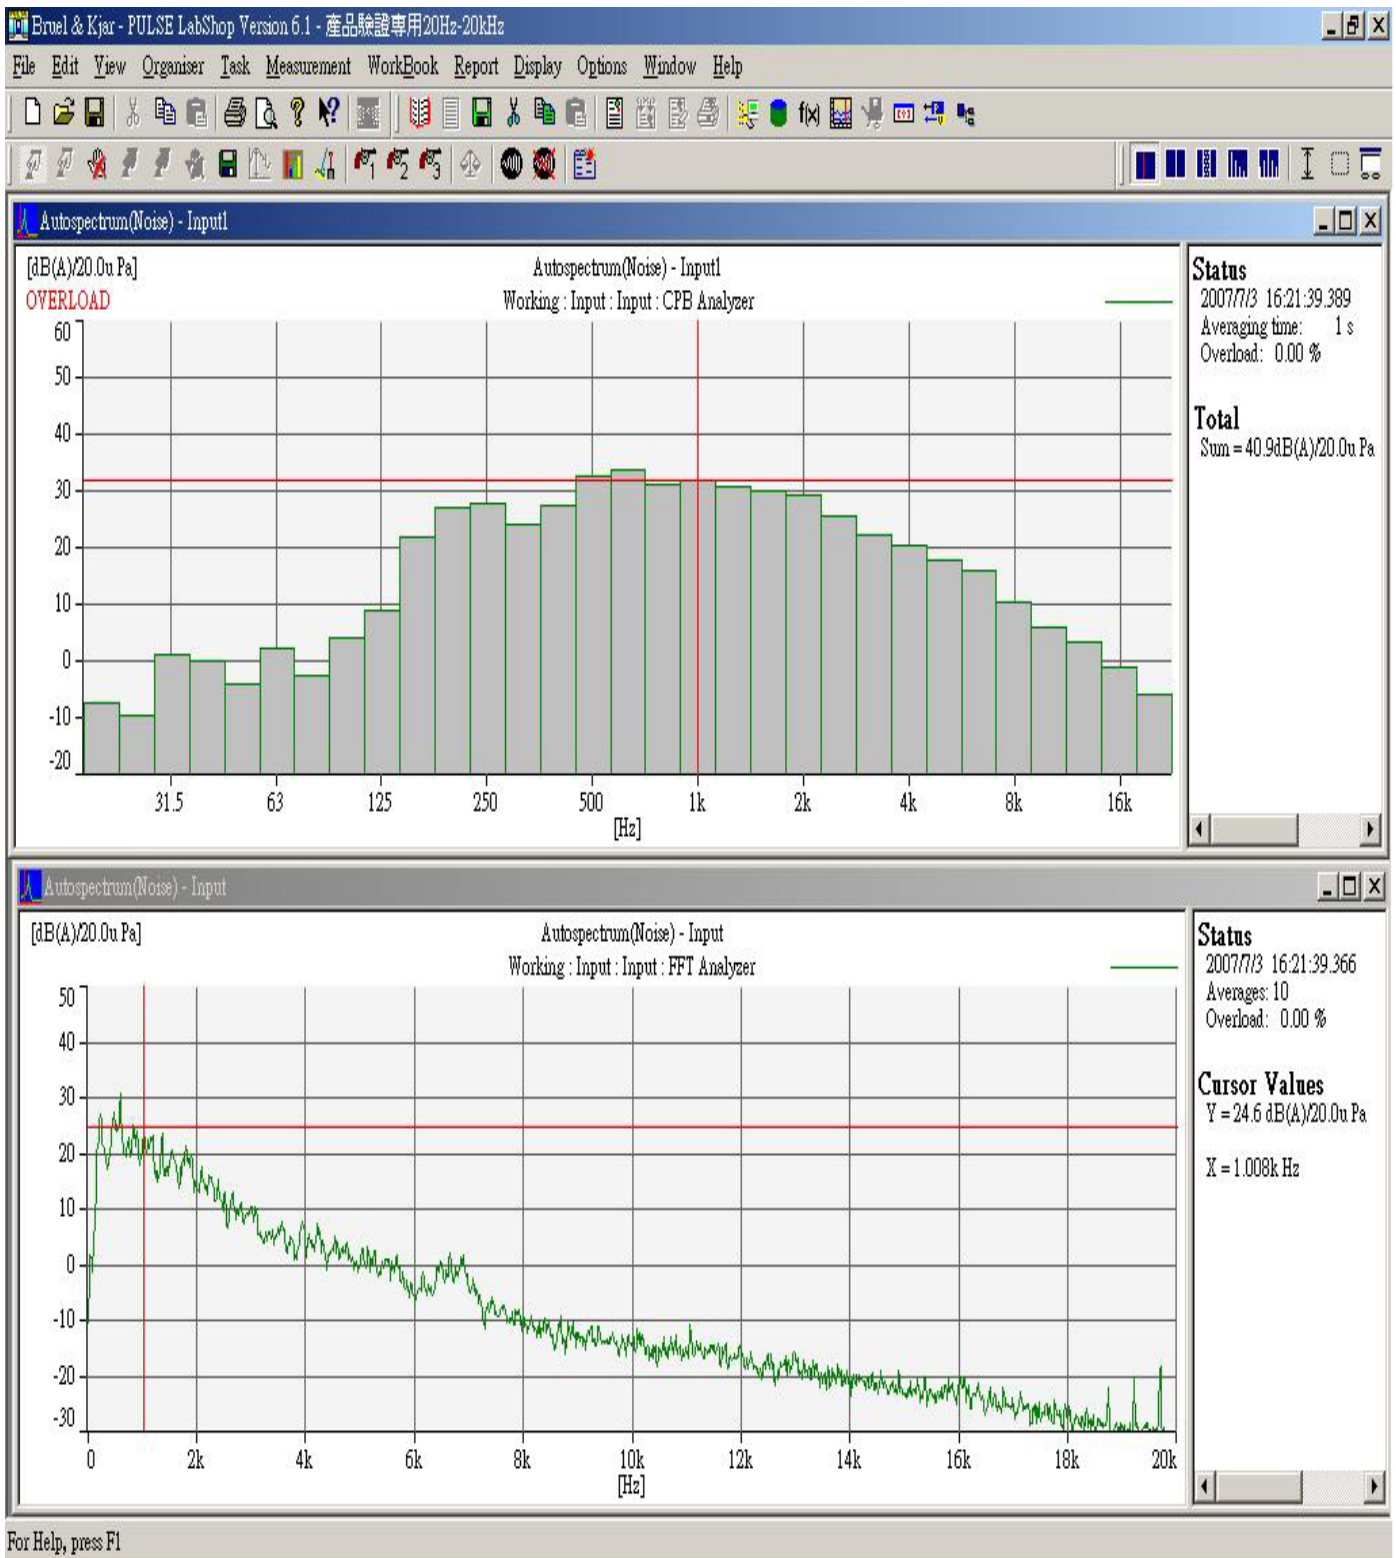 Bruel & Kjar - PULSE LabShop Version 6.1 - 產品驗證專用20Hz-20kHz
File Edit View Organiser Task Measurement WorkBook Report Display Options Window Help
f(x)
1 2 3
Autospectrum(Noise) - Input1
[dB(A)/20.0u Pa]
Autospectrum(Noise) - Input1
OVERLOAD
Working : Input : Input : CPB Analyzer
60
50
40
30
20
10
0
-10
-20
31.5 63 125 250 500 1k 2k 4k 8k 16k
[Hz]
Status
2007/7/3 16:21:39.389
Averaging time: 1 s
Overload: 0.00 %
Total
Sum = 40.9dB(A)/20.0u Pa
Autospectrum(Noise) - Input
[dB(A)/20.0u Pa]
Autospectrum(Noise) - Input
Working : Input : Input : FFT Analyzer
50
40
30
20
10
0
-10
-20
-30
0 2k 4k 6k 8k 10k 12k 14k 16k 18k 20k
[Hz]
Status
2007/7/3 16:21:39.366
Averages: 10
Overload: 0.00 %
Cursor Values
Y = 24.6 dB(A)/20.0u Pa
X = 1.008k Hz
For Help, press F1